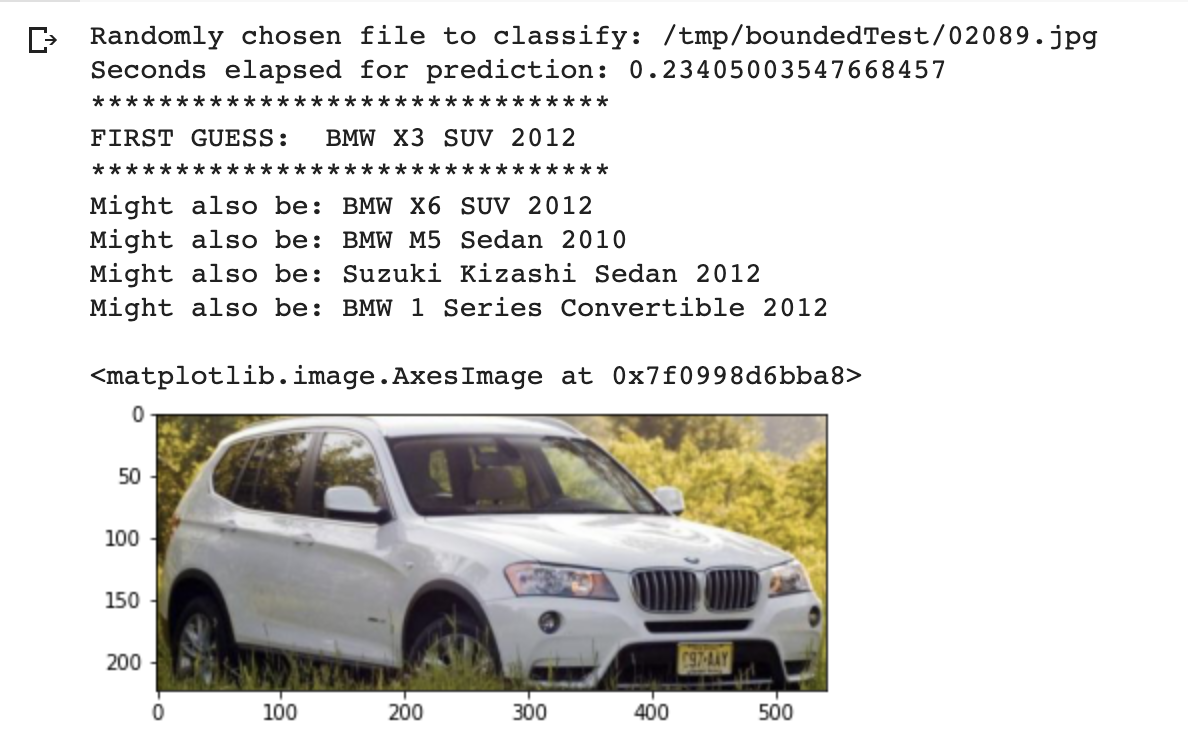 Randomly chosen file to classify: /tmp/boundedTest/02089.jpg
Seconds elapsed for prediction: 0.23405003547668457
*******************************
FIRST GUESS:  BMW X3 SUV 2012
*******************************
Might also be: BMW X6 SUV 2012
Might also be: BMW M5 Sedan 2010
Might also be: Suzuki Kizashi Sedan 2012
Might also be: BMW 1 Series Convertible 2012
<matplotlib.image.AxesImage at 0x7f0998d6bba8>
0
50
100
150
200
0 100 200 300 400 500